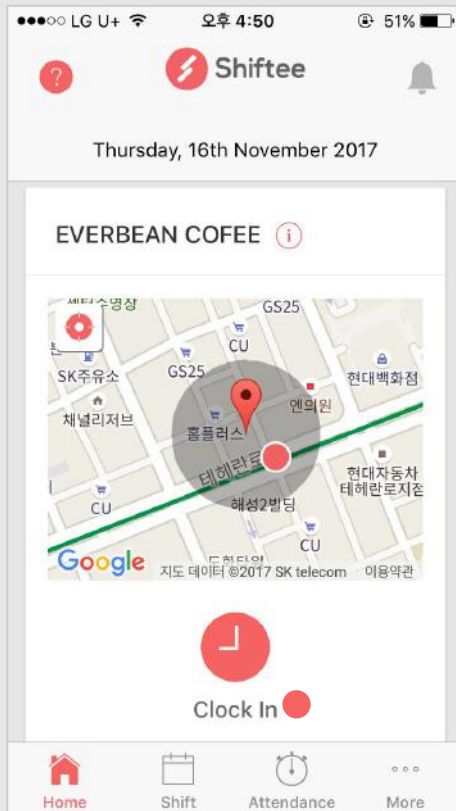 LG U+ 오후 4:50 51%
?
Shiftee
Thursday, 16th November 2017
EVERBEAN COFEE i
GS25
CU
SK주유소
GS25
현대백화점
채널리저브
엔의원
홈플러스
테헤란로
현대자동차
테헤란로지점
해성2빌딩
CU
CU
Google
지도 데이터 ©2017 SK telecom 이용약관
Clock In
Home Shift Attendance More